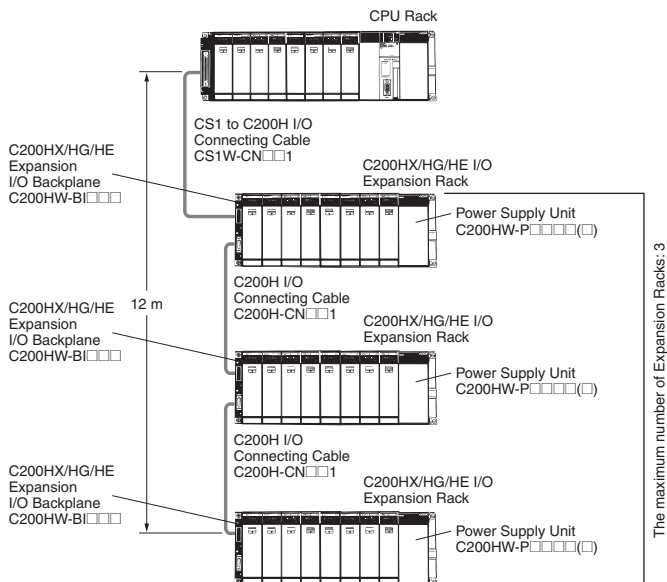 CPU Rack
CS1 to C200H I/O
Connecting Cable
CS1W-CN□□1
C200HX/HG/HE
Expansion
I/O Backplane
C200HW-BI□□□
C200HX/HG/HE I/O
Expansion Rack
Power Supply Unit
C200HW-P□□□□(□)
C200H I/O
Connecting Cable
C200H-CN□□1
12 m
C200HX/HG/HE
Expansion
I/O Backplane
C200HW-BI□□□
C200HX/HG/HE I/O
Expansion Rack
Power Supply Unit
C200HW-P□□□□(□)
C200H I/O
Connecting Cable
C200H-CN□□1
C200HX/HG/HE
Expansion
I/O Backplane
C200HW-BI□□□
C200HX/HG/HE I/O
Expansion Rack
Power Supply Unit
C200HW-P□□□□(□)
The maximum number of Expansion Racks: 3